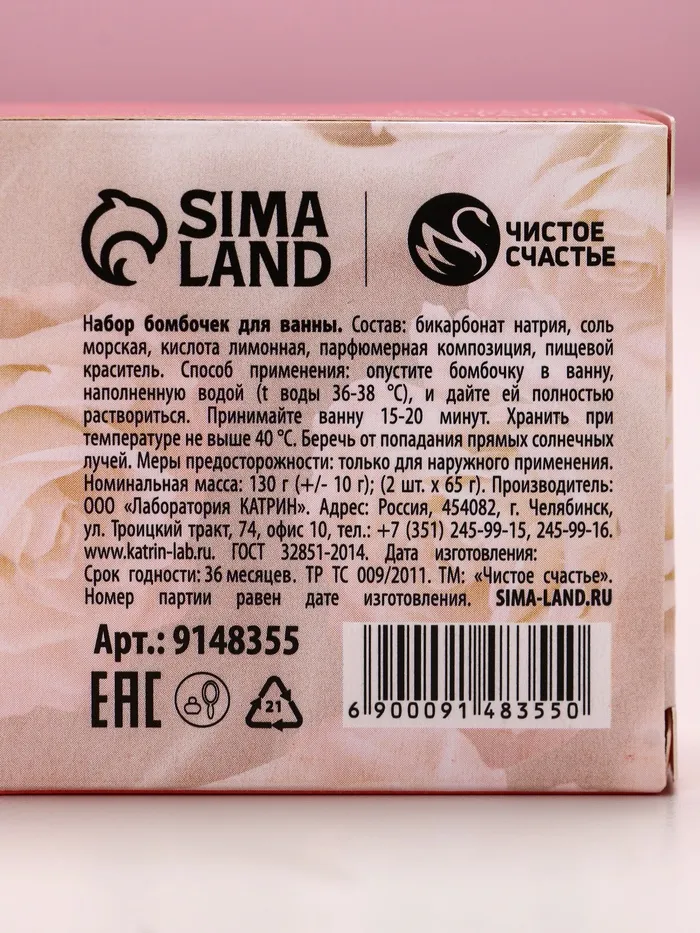 SIMA
LAND
ЧИСТОЕ
СЧАСТЬЕ
Набор бомбочек для ванны. Состав: бикарбонат натрия, соль
морская, кислота лимонная, парфюмерная композиция, пищевой
краситель. Способ применения: опустите бомбочку в ванну,
наполненную водой (t воды 36-38 °С), и дайте ей полностью
раствориться. Принимайте ванну 15-20 минут. Хранить при
температуре не выше 40 °С. Беречь от попадания прямых солнечных
лучей. Меры предосторожности: только для наружного применения.
Номинальная масса: 130 г (+/- 10 г); (2 шт. х 65 г). Производитель:
ООО «Лаборатория КАТРИН». Адрес: Россия, 454082, г. Челябинск,
ул. Троицкий тракт, 74, офис 10, тел.: +7 (351) 245-99-15, 245-99-16.
www.katrin-lab.ru. ГОСТ 32851-2014. Дата изготовления:
Срок годности: 36 месяцев. ТР ТС 009/2011. ТМ: «Чистое счастье».
Номер партии равен дате изготовления. SIMA-LAND.RU
Арт.: 9148355
ЕАС
21
6 900091 483550